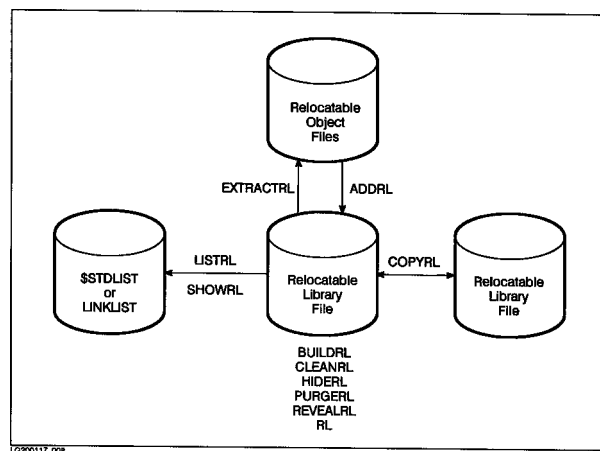 Relocatable
Object
Files
EXTRACTRL
ADDRL
$STDLIST
or
LINKLIST
LISTRL
SHOWRL
Relocatable
Library
File
COPYRL
Relocatable
Library
File
BUILDRL
CLEANRL
HIDERL
PURGERL
REVEALRL
RL